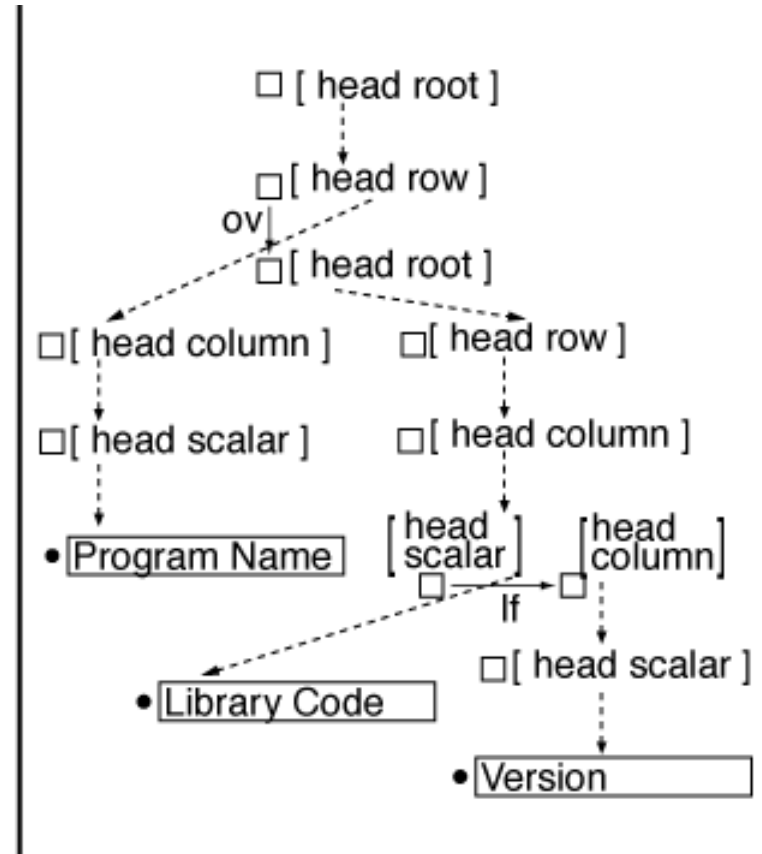 [ head root ]
[ head row ]
ov
[ head root ]
[ head column ]
[ head row ]
[ head scalar ]
[ head column ]
[ head
scalar ]
[ head
column ]
lf
Program Name
[ head scalar ]
Library Code
Version